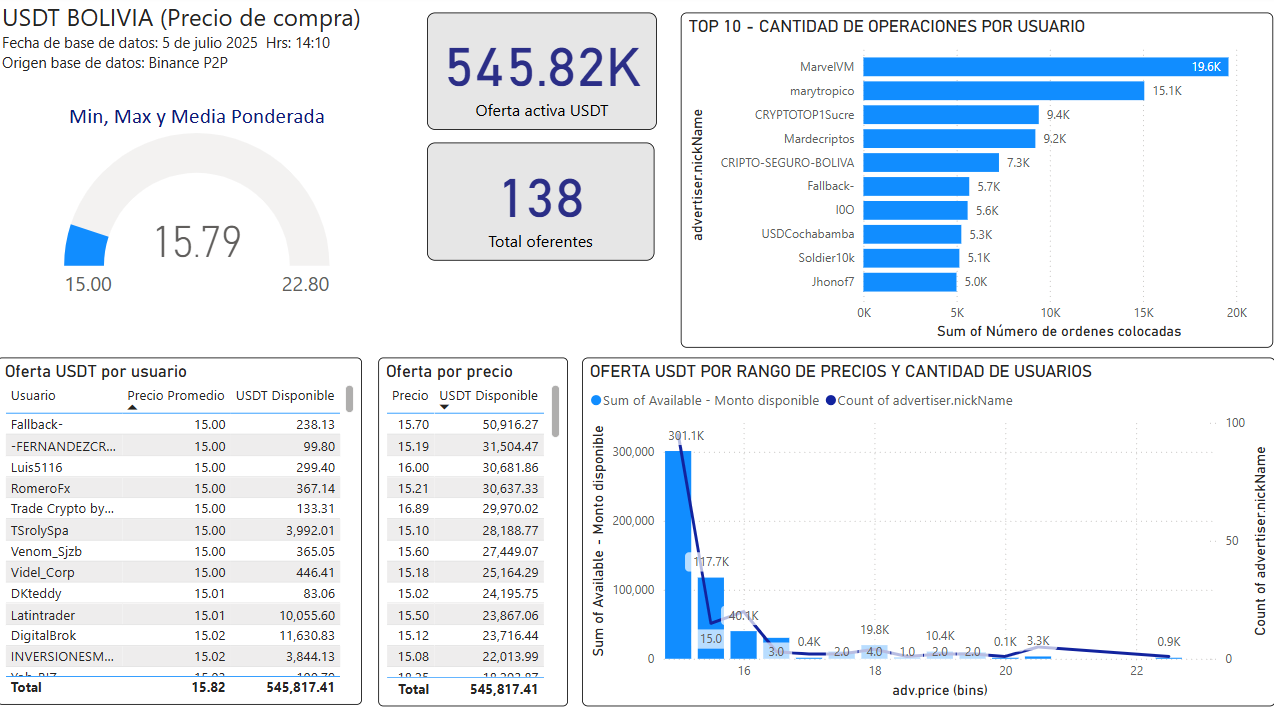 USDT BOLIVIA (Precio de compra)
Fecha de base de datos: 5 de julio 2025 Hrs: 14:10
Origen base de datos: Binance P2P
Min, Max y Media Ponderada
15.79
15.00
22.80
545.82K
Oferta activa USDT
138
Total oferentes
TOP 10 - CANTIDAD DE OPERACIONES POR USUARIO
advertiser.nickName
MarvelVM 19.6K
marytropico 15.1K
CRYPTOTOP1Sucre 9.4K
Mardecriptos 9.2K
CRIPTO-SEGURO-BOLIVA 7.3K
Fallback- 5.7K
I0O 5.6K
USDCochabamba 5.3K
Soldier10k 5.1K
Jhonof7 5.0K
0K 5K 10K 15K 20K
Sum of Número de ordenes colocadas
Oferta USDT por usuario
Usuario Precio Promedio USDT Disponible
Fallback- 15.00 238.13
-FERNANDEZCR... 15.00 99.80
Luis5116 15.00 299.40
RomeroFx 15.00 367.14
Trade Crypto by... 15.00 133.31
TSrolySpa 15.00 3,992.01
Venom_Sjzb 15.00 365.05
Videl_Corp 15.00 446.41
DKteddy 15.01 83.06
Latintrader 15.01 10,055.60
DigitalBrok 15.02 11,630.83
INVERSIONESM... 15.02 3,844.13
Total 15.82 545,817.41
Oferta por precio
Precio USDT Disponible
15.70 50,916.27
15.19 31,504.47
16.00 30,681.86
15.21 30,637.33
16.89 29,970.02
15.10 28,188.77
15.60 27,449.07
15.18 25,164.29
15.02 24,195.75
15.50 23,867.06
15.12 23,716.44
15.08 22,013.99
Total 545,817.41
OFERTA USDT POR RANGO DE PRECIOS Y CANTIDAD DE USUARIOS
Sum of Available - Monto disponible Count of advertiser.nickName
Sum of Available - Monto disponible
300,000
200,000
100,000
0
301.1K
117.7K
40.1K
0.4K
19.8K
10.4K
0.1K
3.3K
0.9K
15.0
3.0
2.0
4.0
1.0
2.0
2.0
100
50
0
Count of advertiser.nickName
16 18 20 22
adv.price (bins)